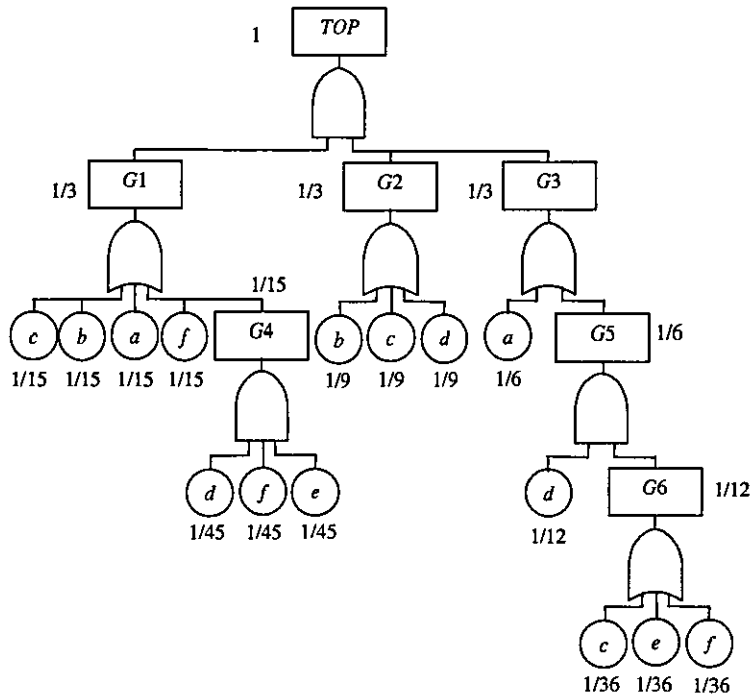 1 TOP
1/3 G1 1/3 G2 1/3 G3
1/15
c b a f G4 b c d a G5 1/6
1/15 1/15 1/15 1/15 1/9 1/9 1/9 1/6
d f e d G6 1/12
1/45 1/45 1/45 1/12
c e f
1/36 1/36 1/36